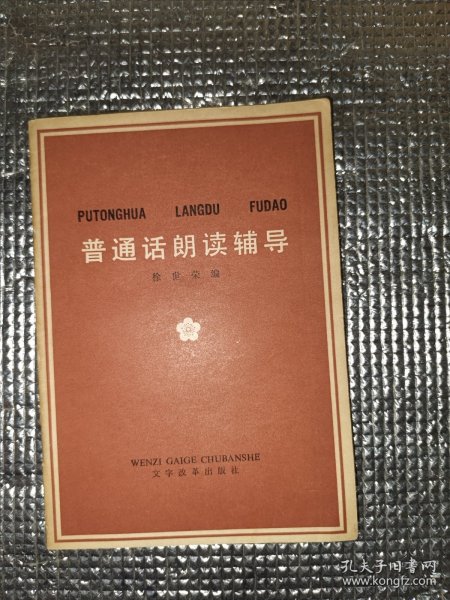 PUTONGHUA LANGDU FUDAO
普通话朗读辅导
徐世荣编
WENZI GAIGE CHUBANSHE
文字改革出版社
孔夫子旧书网
www.kongfz.com